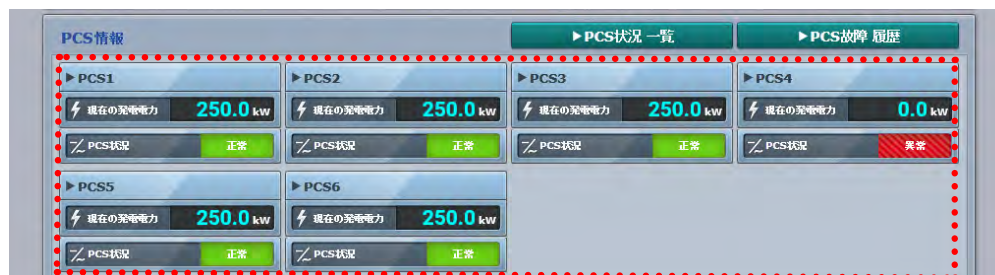 PCS情報 ▶PCS状況 一覧 ▶PCS故障 履歴
▶PCS1 ▶PCS2 ▶PCS3 ▶PCS4
現在の発電電力 250.0 kW 現在の発電電力 250.0 kW 現在の発電電力 250.0 kW 現在の発電電力 0.0 kW
PCS状況 正常 PCS状況 正常 PCS状況 正常 PCS状況 異常
▶PCS5 ▶PCS6
現在の発電電力 250.0 kW 現在の発電電力 250.0 kW
PCS状況 正常 PCS状況 正常